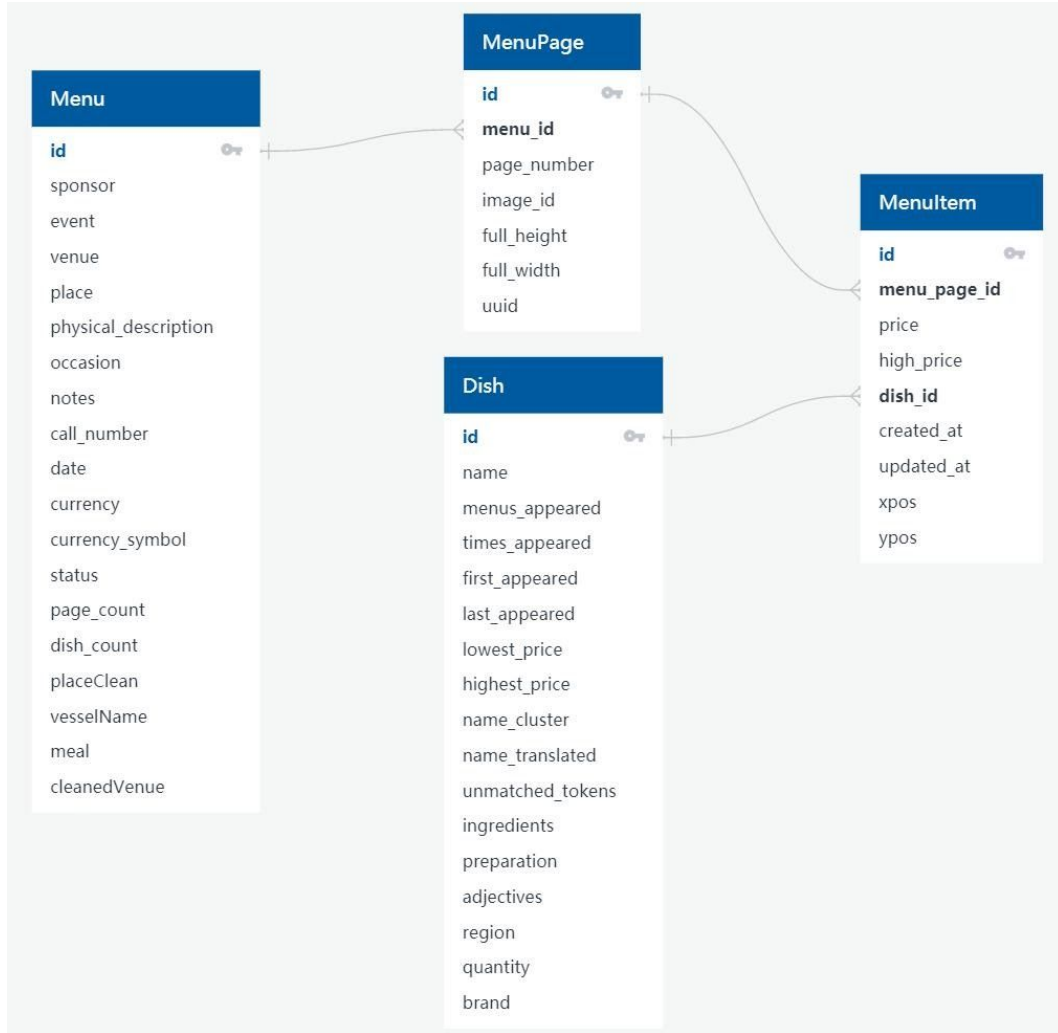 Menu
id
sponsor
event
venue
place
physical_description
occasion
notes
call_number
date
currency
currency_symbol
status
page_count
dish_count
placeClean
vesselName
meal
cleanedVenue
MenuPage
id
menu_id
page_number
image_id
full_height
full_width
uuid
Dish
id
name
menus_appeared
times_appeared
first_appeared
last_appeared
lowest_price
highest_price
name_cluster
name_translated
unmatched_tokens
ingredients
preparation
adjectives
region
quantity
brand
MenuItem
id
menu_page_id
price
high_price
dish_id
created_at
updated_at
xpos
ypos